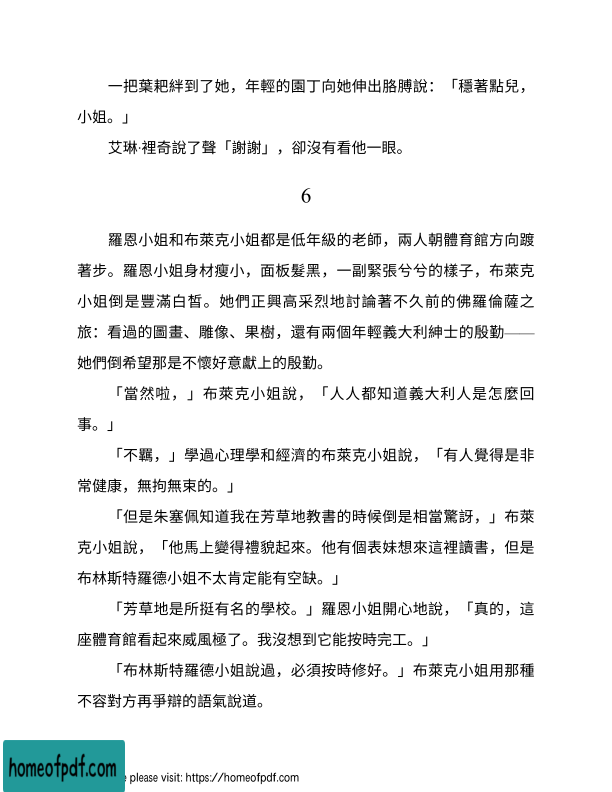 一把葉耙絆到了她，年輕的園丁向她伸出胳膊說：「穩著點兒，
小姐。」
艾琳·裡奇說了聲「謝謝」，卻沒有看他一眼。
6
羅恩小姐和布萊克小姐都是低年級的老師，兩人朝體育館方向踱
著步。羅恩小姐身材瘦小，面板髮黑，一副緊張兮兮的樣子，布萊克
小姐倒是豐滿白皙。她們正興高采烈地討論著不久前的佛羅倫薩之
旅：看過的圖畫、雕像、果樹，還有兩個年輕義大利紳士的殷勤——
她們倒希望那是不懷好意獻上的殷勤。
「當然啦，」布萊克小姐說，「人人都知道義大利人是怎麼回
事。」
「不羈，」學過心理學和經濟的布萊克小姐說，「有人覺得是非
常健康，無拘無束的。」
「但是朱塞佩知道我在芳草地教書的時候倒是相當驚訝，」布萊
克小姐說，「他馬上變得禮貌起來。他有個表妹想來這裡讀書，但是
布林斯特羅德小姐不太肯定能有空缺。」
「芳草地是所挺有名的學校。」羅恩小姐開心地說，「真的，這
座體育館看起來威風極了。我沒想到它能按時完工。」
「布林斯特羅德小姐說過，必須按時修好。」布萊克小姐用那種
不容對方再爭辯的語氣說道。
homeofpdf.com
please visit: https://homeofpdf.com